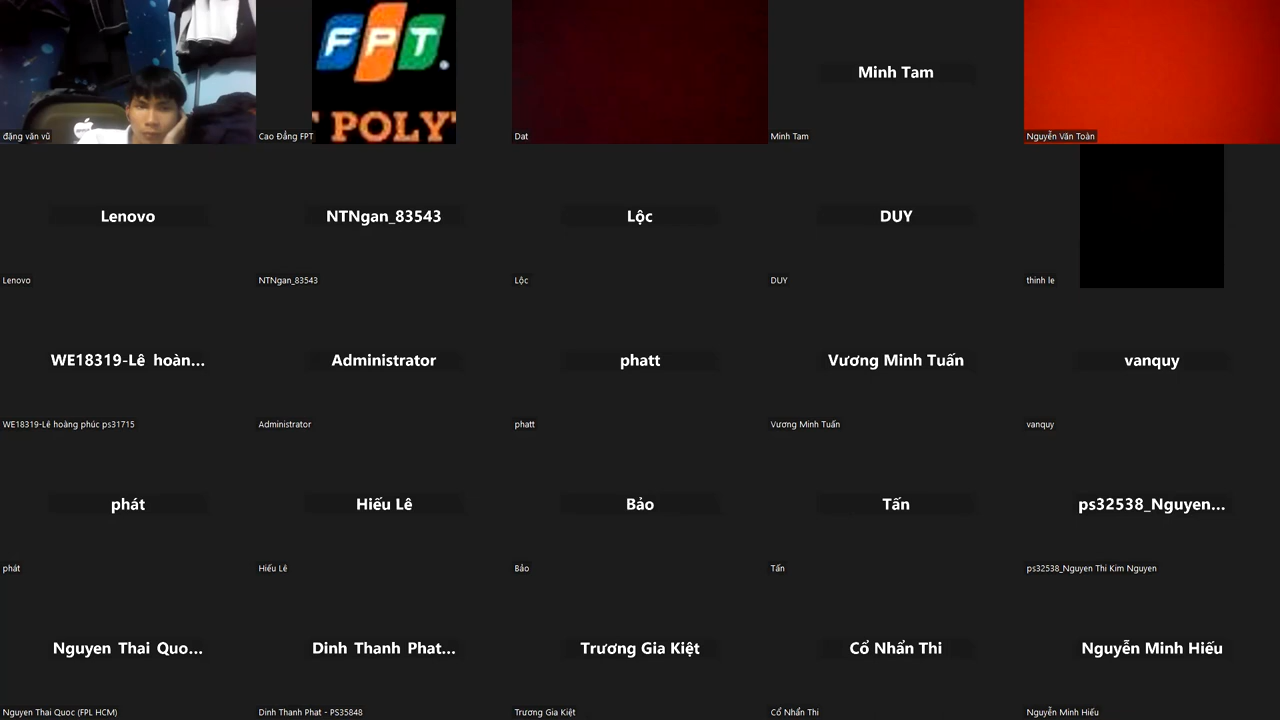 đặng văn vũ
FPT
T POLYT
Cao Đẳng FPT
Dat
Minh Tam
Minh Tam
Nguyễn Văn Toàn
Lenovo
Lenovo
NTNgan_83543
NTNgan_83543
Lộc
Lộc
DUY
DUY
thinh le
WE18319-Lê hoàn...
WE18319-Lê hoàng phúc ps31715
Administrator
Administrator
phatt
phatt
Vương Minh Tuấn
Vương Minh Tuấn
vanquy
vanquy
phát
phát
Hiếu Lê
Hiếu Lê
Bảo
Bảo
Tấn
Tấn
ps32538_Nguyen...
ps32538_Nguyen Thi Kim Nguyen
Nguyen Thai Quo...
Nguyen Thai Quoc (FPL HCM)
Dinh Thanh Phat...
Dinh Thanh Phat - PS35848
Trương Gia Kiệt
Trương Gia Kiệt
Cổ Nhẩn Thi
Cổ Nhẩn Thi
Nguyễn Minh Hiếu
Nguyễn Minh Hiếu